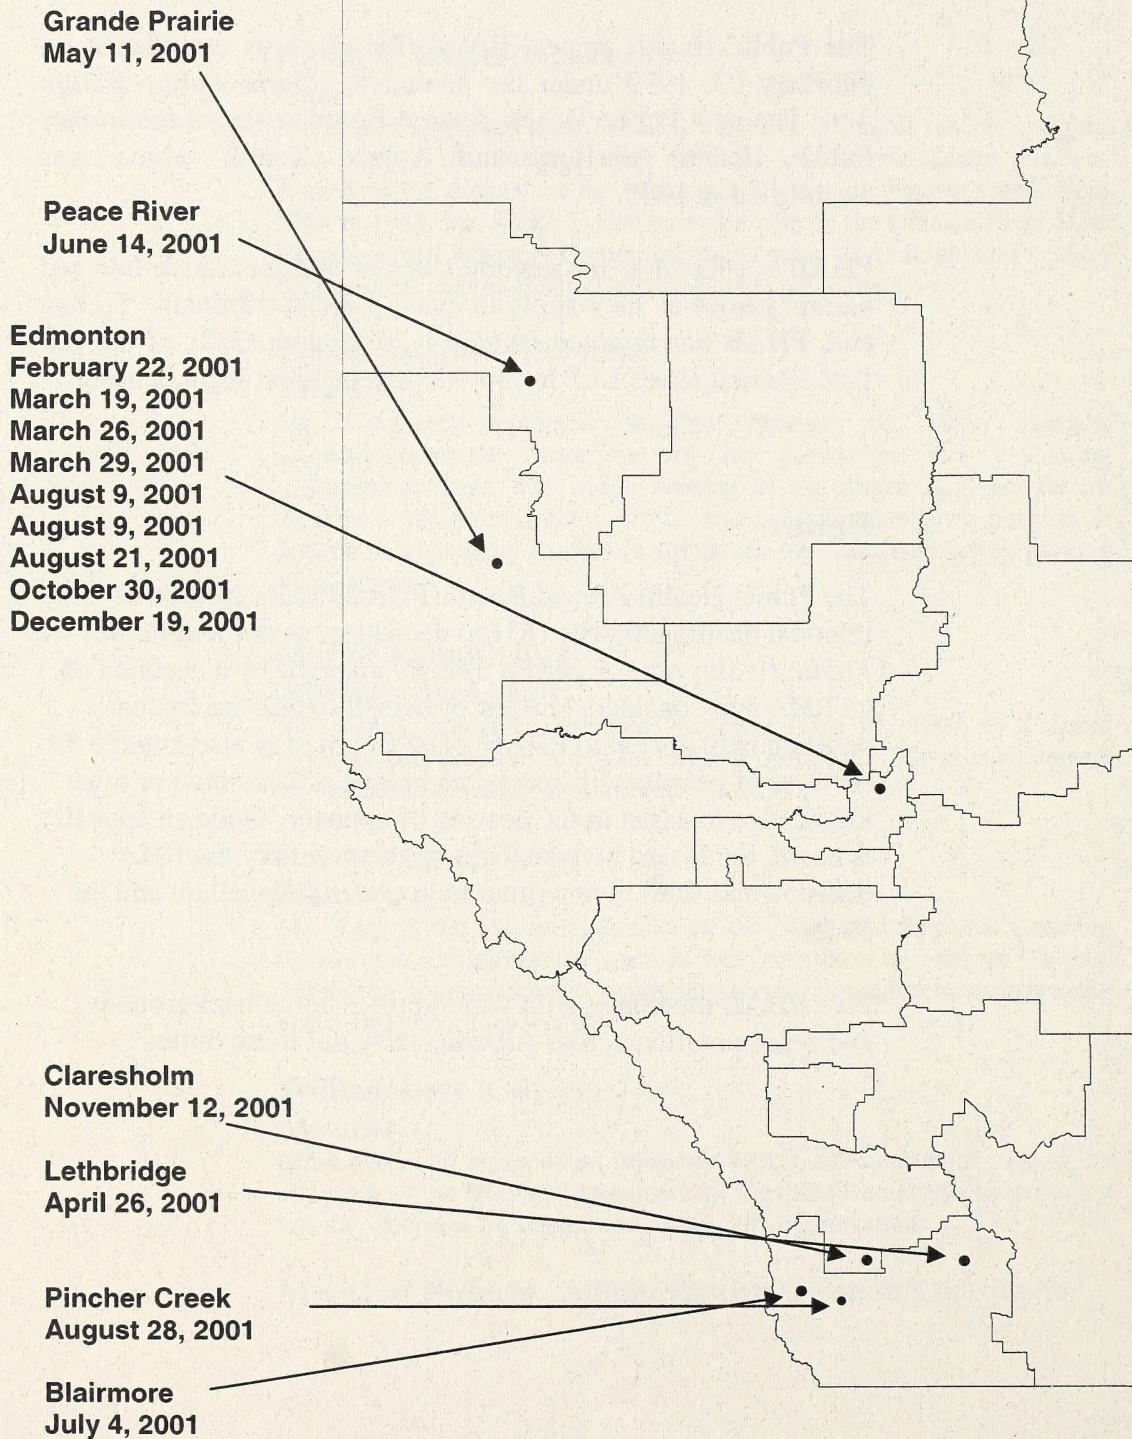 Grande Prairie
May 11, 2001
Peace River
June 14, 2001
Edmonton
February 22, 2001
March 19, 2001
March 26, 2001
March 29, 2001
August 9, 2001
August 9, 2001
August 21, 2001
October 30, 2001
December 19, 2001
Claresholm
November 12, 2001
Lethbridge
April 26, 2001
Pincher Creek
August 28, 2001
Blairmore
July 4, 2001